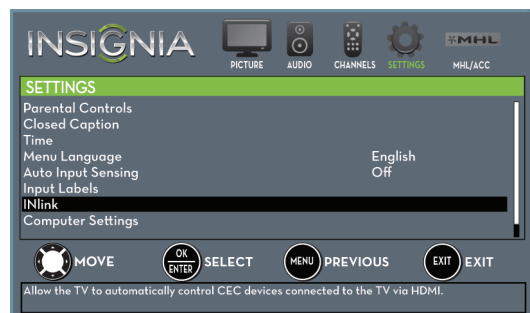 INSIGNIA
PICTURE AUDIO CHANNELS SETTINGS MHL MHL/ACC
SETTINGS
Parental Controls
Closed Caption
Time
Menu Language English
Auto Input Sensing Off
Input Labels
INlink
Computer Settings
MOVE OK ENTER SELECT MENU PREVIOUS EXIT EXIT
Allow the TV to automatically control CEC devices connected to the TV via HDMI.